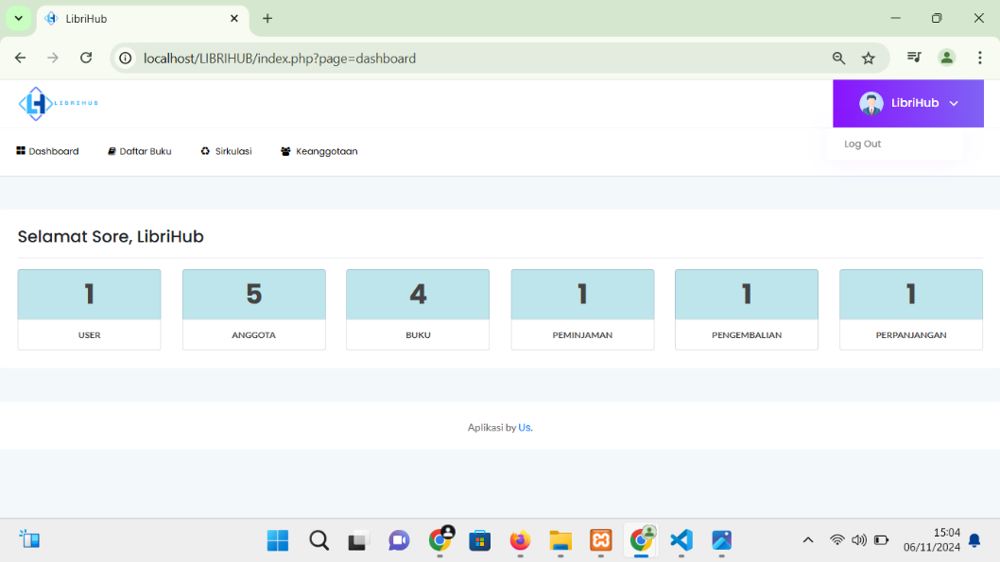 LibriHub
localhost/LIBRIHUB/index.php?page=dashboard
LIBRIHUB
LibriHub
Dashboard
Daftar Buku
Sirkulasi
Keanggotaan
Log Out
Selamat Sore, LibriHub
1
5
4
1
1
1
USER
ANGGOTA
BUKU
PEMINJAMAN
PENGEMBALIAN
PERPANJANGAN
Aplikasi by Us.
15:04
06/11/2024